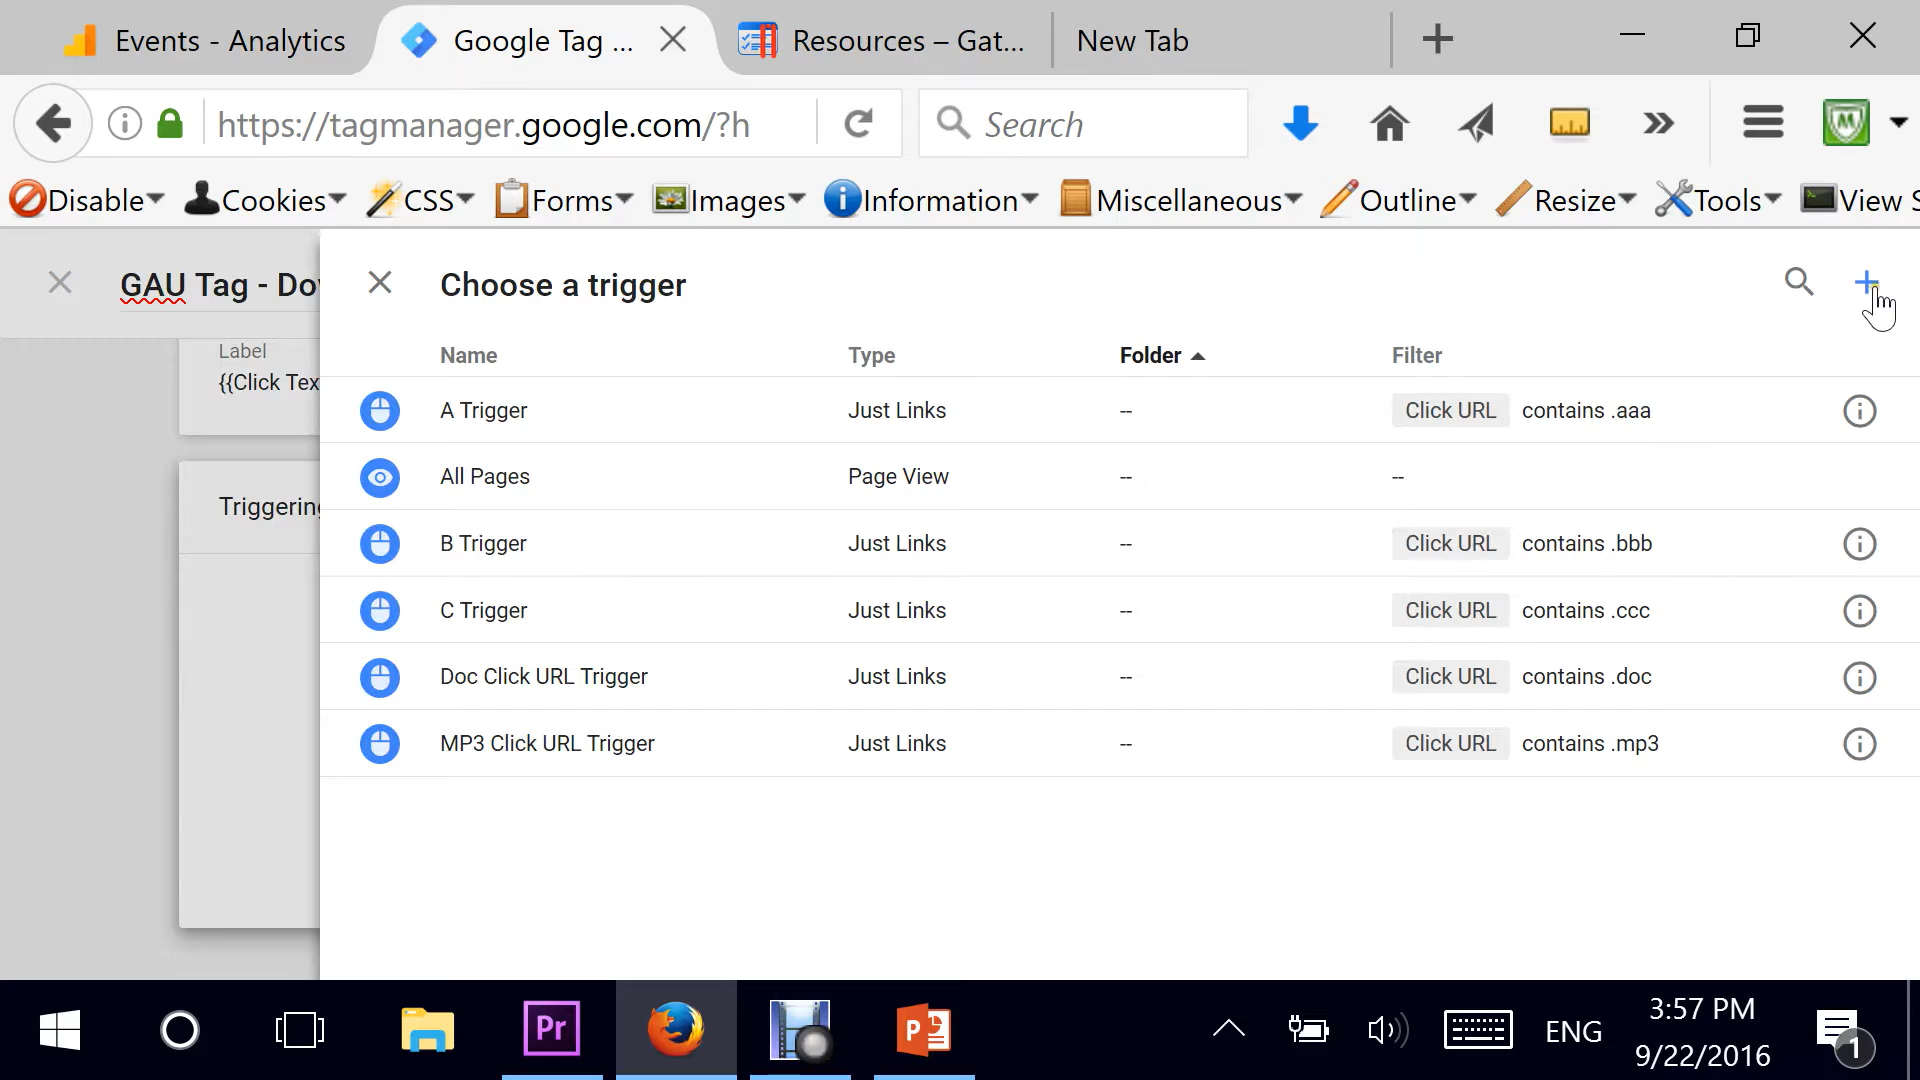 Events - Analytics
Google Tag ...
Resources – Gat...
New Tab
https://tagmanager.google.com/?h
Search
Disable
Cookies
CSS
Forms
Images
Information
Miscellaneous
Outline
Resize
Tools
View S
GAU Tag - Do
Choose a trigger
Label
{{Click Tex
Triggering
Name Type Folder Filter
A Trigger Just Links -- Click URL contains .aaa
All Pages Page View -- --
B Trigger Just Links -- Click URL contains .bbb
C Trigger Just Links -- Click URL contains .ccc
Doc Click URL Trigger Just Links -- Click URL contains .doc
MP3 Click URL Trigger Just Links -- Click URL contains .mp3
Pr
P
ENG
3:57 PM
9/22/2016
1